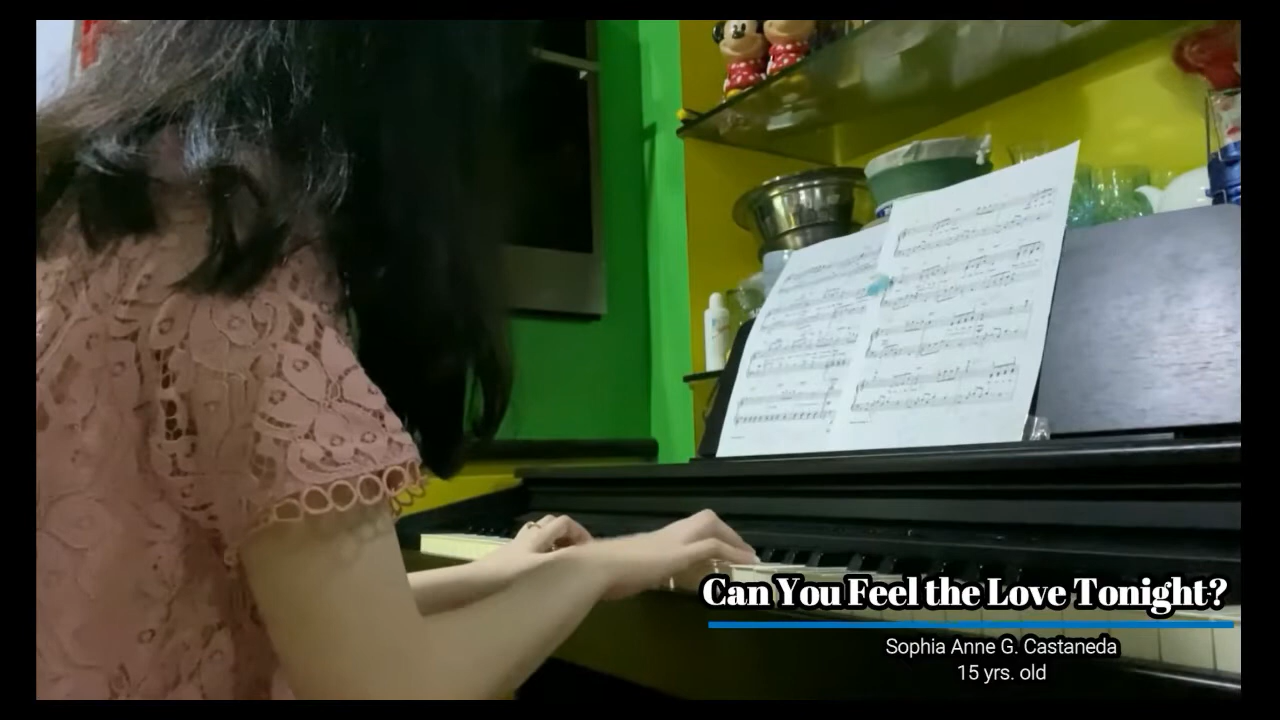 Can You Feel the Love Tonight?
Sophia Anne G. Castaneda
15 yrs. old